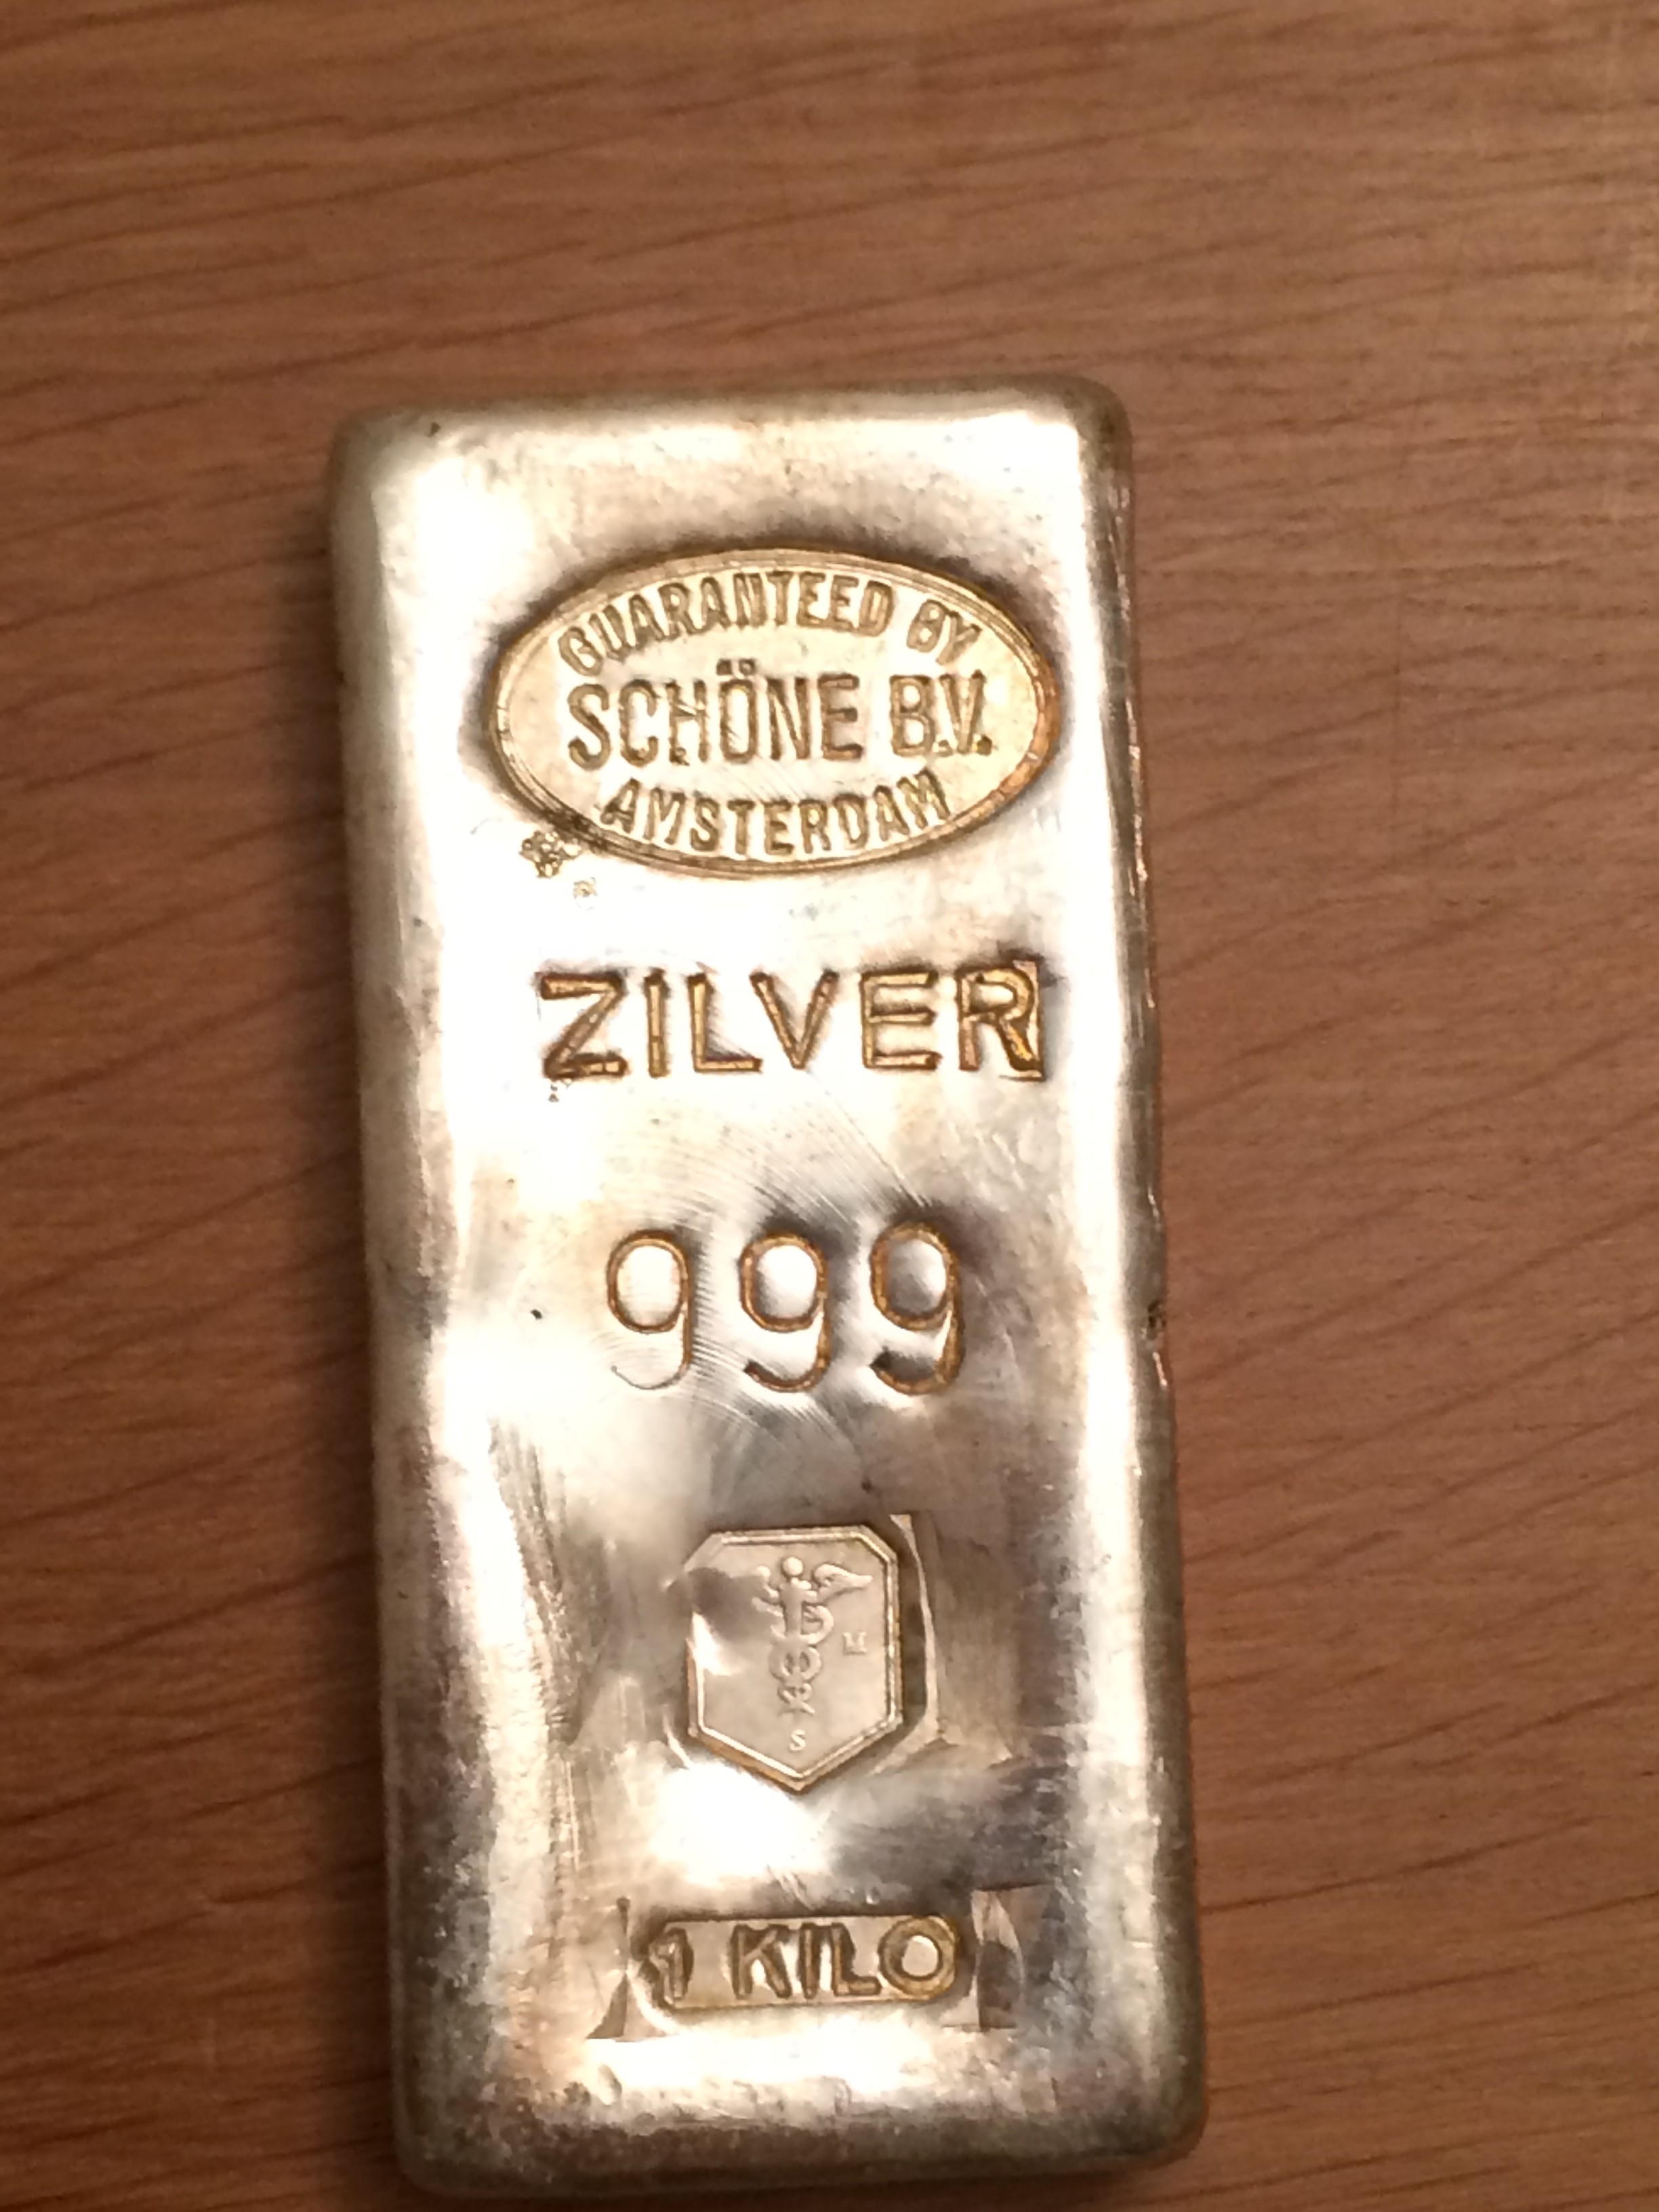 GUARANTEED BY
SCHÖNE B.V.
AMSTERDAM
ZILVER
999
M
S
1 KILO